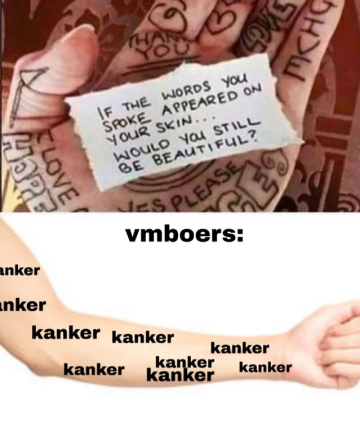 THANK
YOU
IF THE WORDS YOU
SPOKE APPEARED ON
YOUR SKIN...
WOULD YOU STILL
BE BEAUTIFUL?
LOVE
YES PLEASE
vmboers:
anker
anker
kanker kanker
kanker
kanker
kanker kanker
kanker